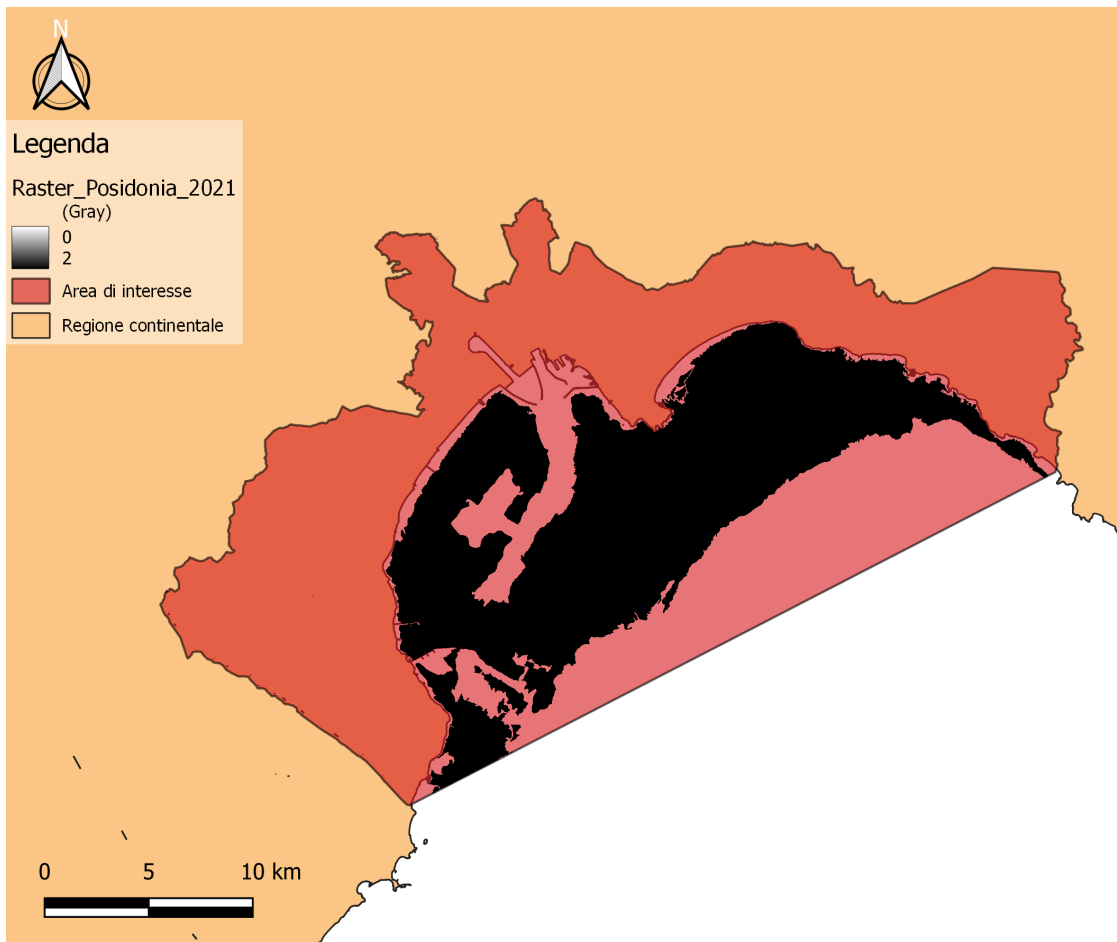 N
Legenda
Raster_Posidonia_2021
(Gray)
0
2
Area di interesse
Regione continentale
0 5 10 km